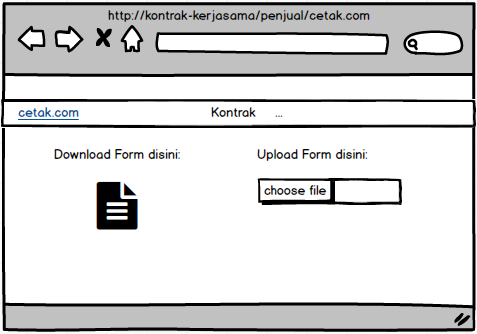 http://kontrak-kerjasama/penjual/cetak.com
cetak.com Kontrak ...
Download Form disini: Upload Form disini:
choose file